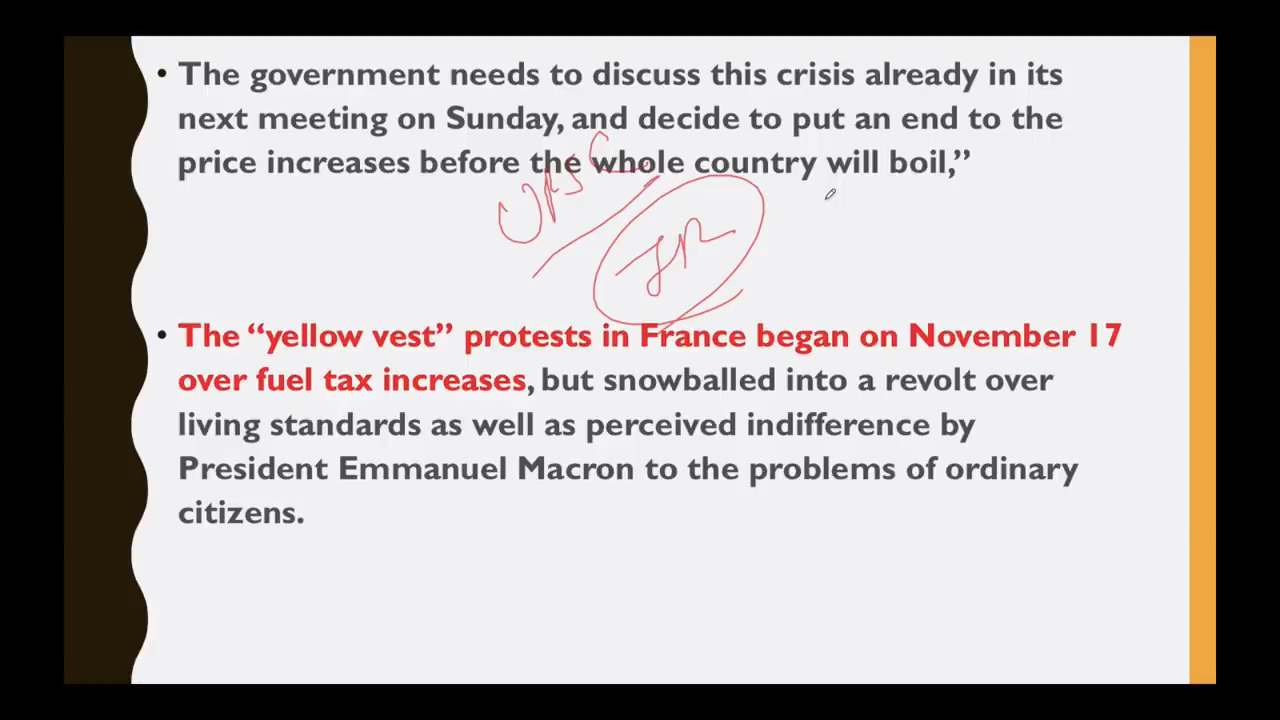 • The government needs to discuss this crisis already in its
next meeting on Sunday, and decide to put an end to the
price increases before the whole country will boil,”
UPSC
IR
• The “yellow vest” protests in France began on November 17
over fuel tax increases, but snowballed into a revolt over
living standards as well as perceived indifference by
President Emmanuel Macron to the problems of ordinary
citizens.